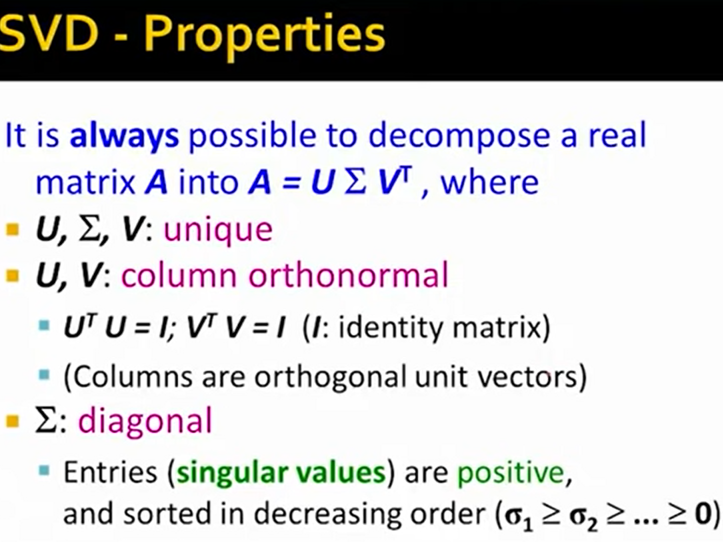 SVD - Properties
It is always possible to decompose a real
matrix A into A = U Σ Vᵀ , where
U, Σ, V: unique
U, V: column orthonormal
Uᵀ U = I; Vᵀ V = I (I: identity matrix)
(Columns are orthogonal unit vectors)
Σ: diagonal
Entries (singular values) are positive,
and sorted in decreasing order (σ₁ ≥ σ₂ ≥ ... ≥ 0)